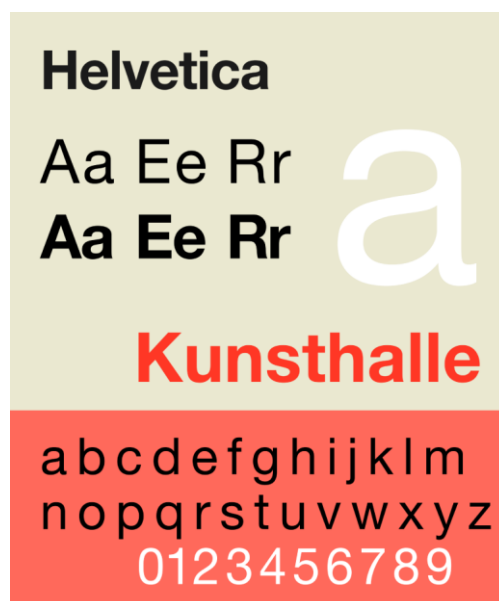 Helvetica
Aa Ee Rr
a
Aa Ee Rr
Kunsthalle
abcdefghijklm
nopqrstuvwxyz
0123456789